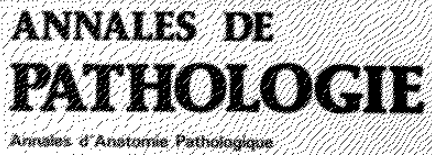 ANNALES DE
PATHOLOGIE
Annales d'Anatomie Pathologique